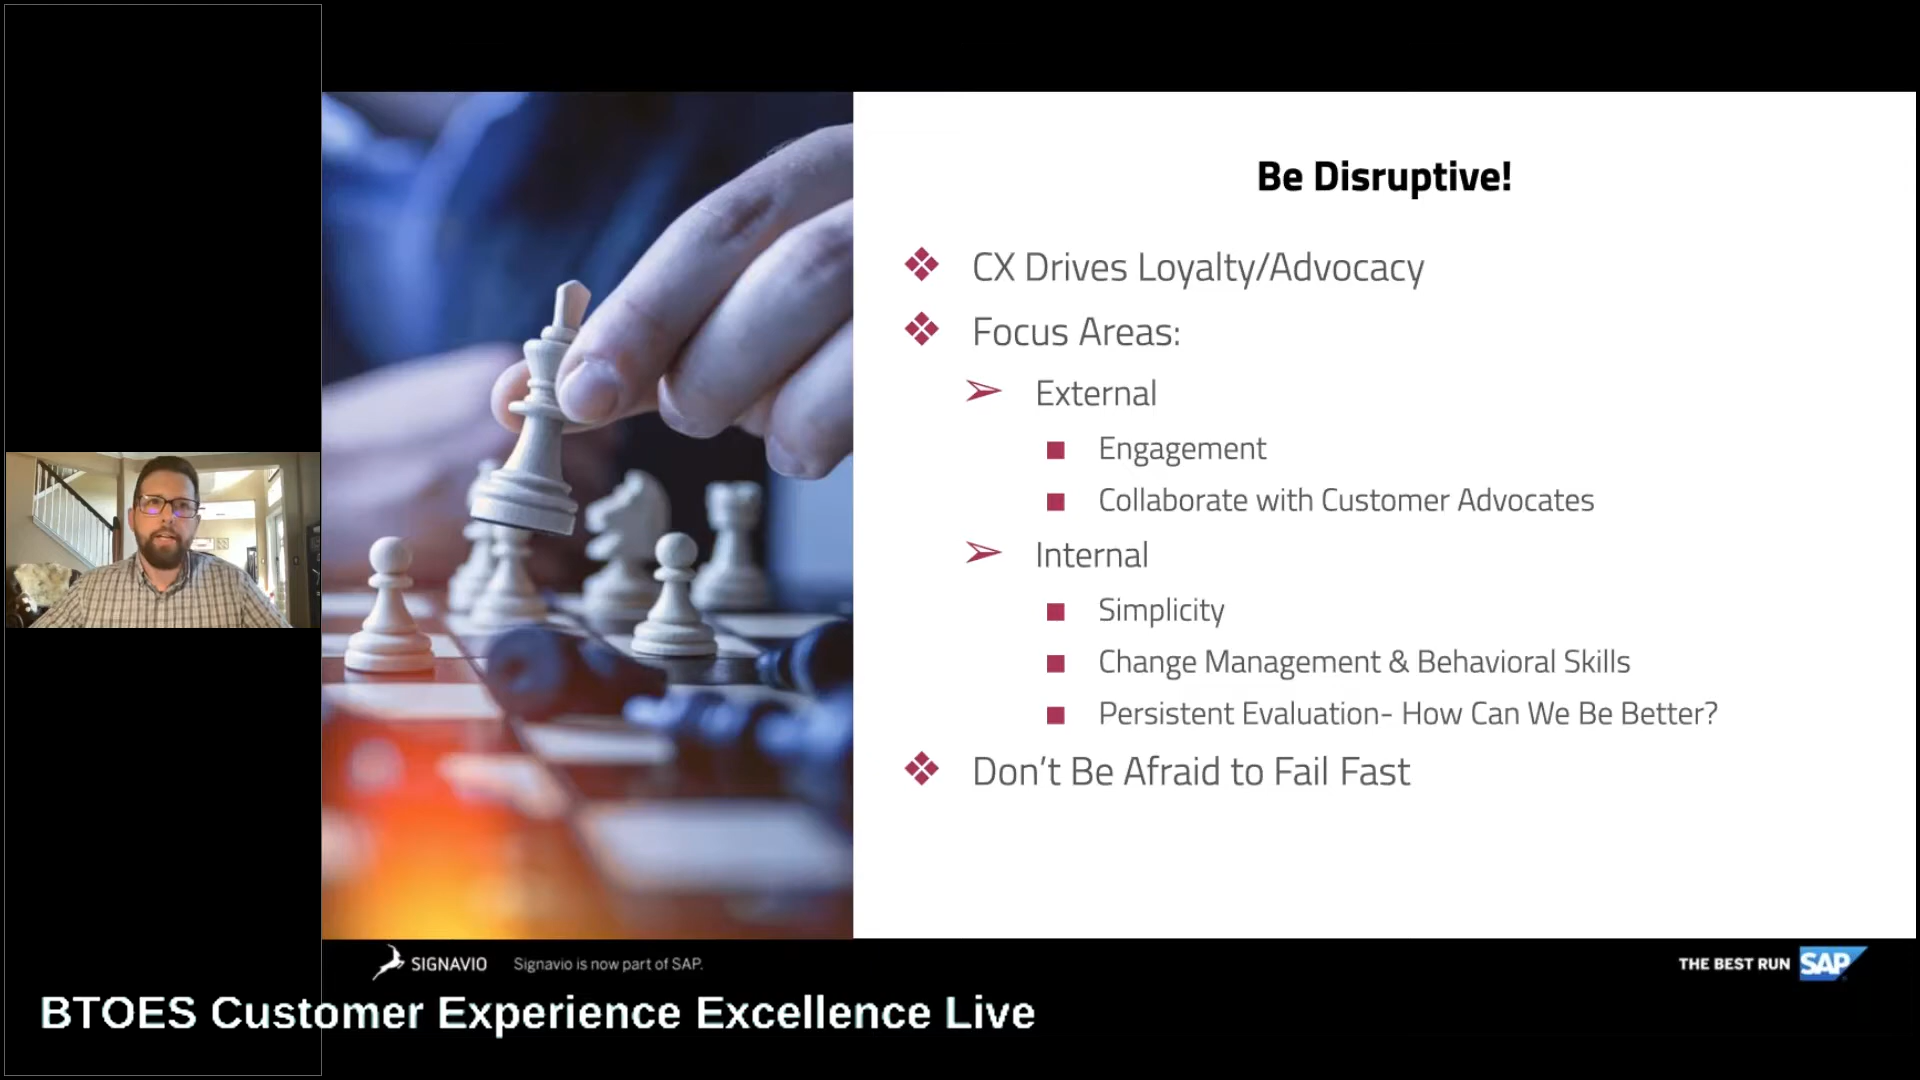 Be Disruptive!
CX Drives Loyalty/Advocacy
Focus Areas:
External
Engagement
Collaborate with Customer Advocates
Internal
Simplicity
Change Management & Behavioral Skills
Persistent Evaluation- How Can We Be Better?
Don't Be Afraid to Fail Fast
SIGNAVIO Signavio is now part of SAP.
THE BEST RUN SAP
BTOES Customer Experience Excellence Live